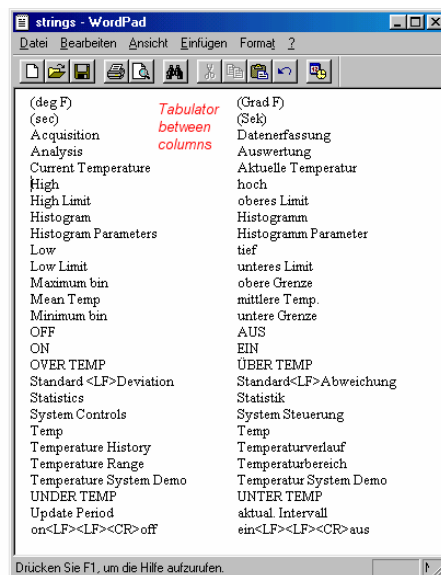 strings - WordPad
Datei Bearbeiten Ansicht Einfügen Format ?
(deg F) (Grad F)
(sec) (Sek)
Tabulator
between
columns
Acquisition Datenerfassung
Analysis Auswertung
Current Temperature Aktuelle Temperatur
High hoch
High Limit oberes Limit
Histogram Histogramm
Histogram Parameters Histogramm Parameter
Low tief
Low Limit unteres Limit
Maximum bin obere Grenze
Mean Temp mittlere Temp.
Minimum bin untere Grenze
OFF AUS
ON EIN
OVER TEMP ÜBER TEMP
Standard <LF>Deviation Standard<LF>Abweichung
Statistics Statistik
System Controls System Steuerung
Temp Temp
Temperature History Temperaturverlauf
Temperature Range Temperaturbereich
Temperature System Demo Temperatur System Demo
UNDER TEMP UNTER TEMP
Update Period aktual. Intervall
on<LF><LF><CR>off ein<LF><LF><CR>aus
Drücken Sie F1, um die Hilfe aufzurufen.